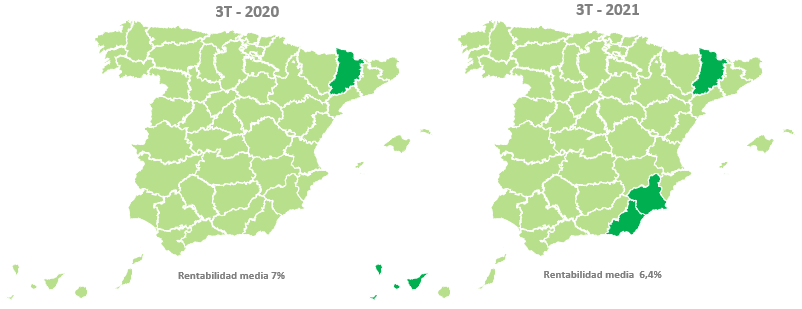 3T - 2020
3T - 2021
Rentabilidad media 7%
Rentabilidad media 6,4%